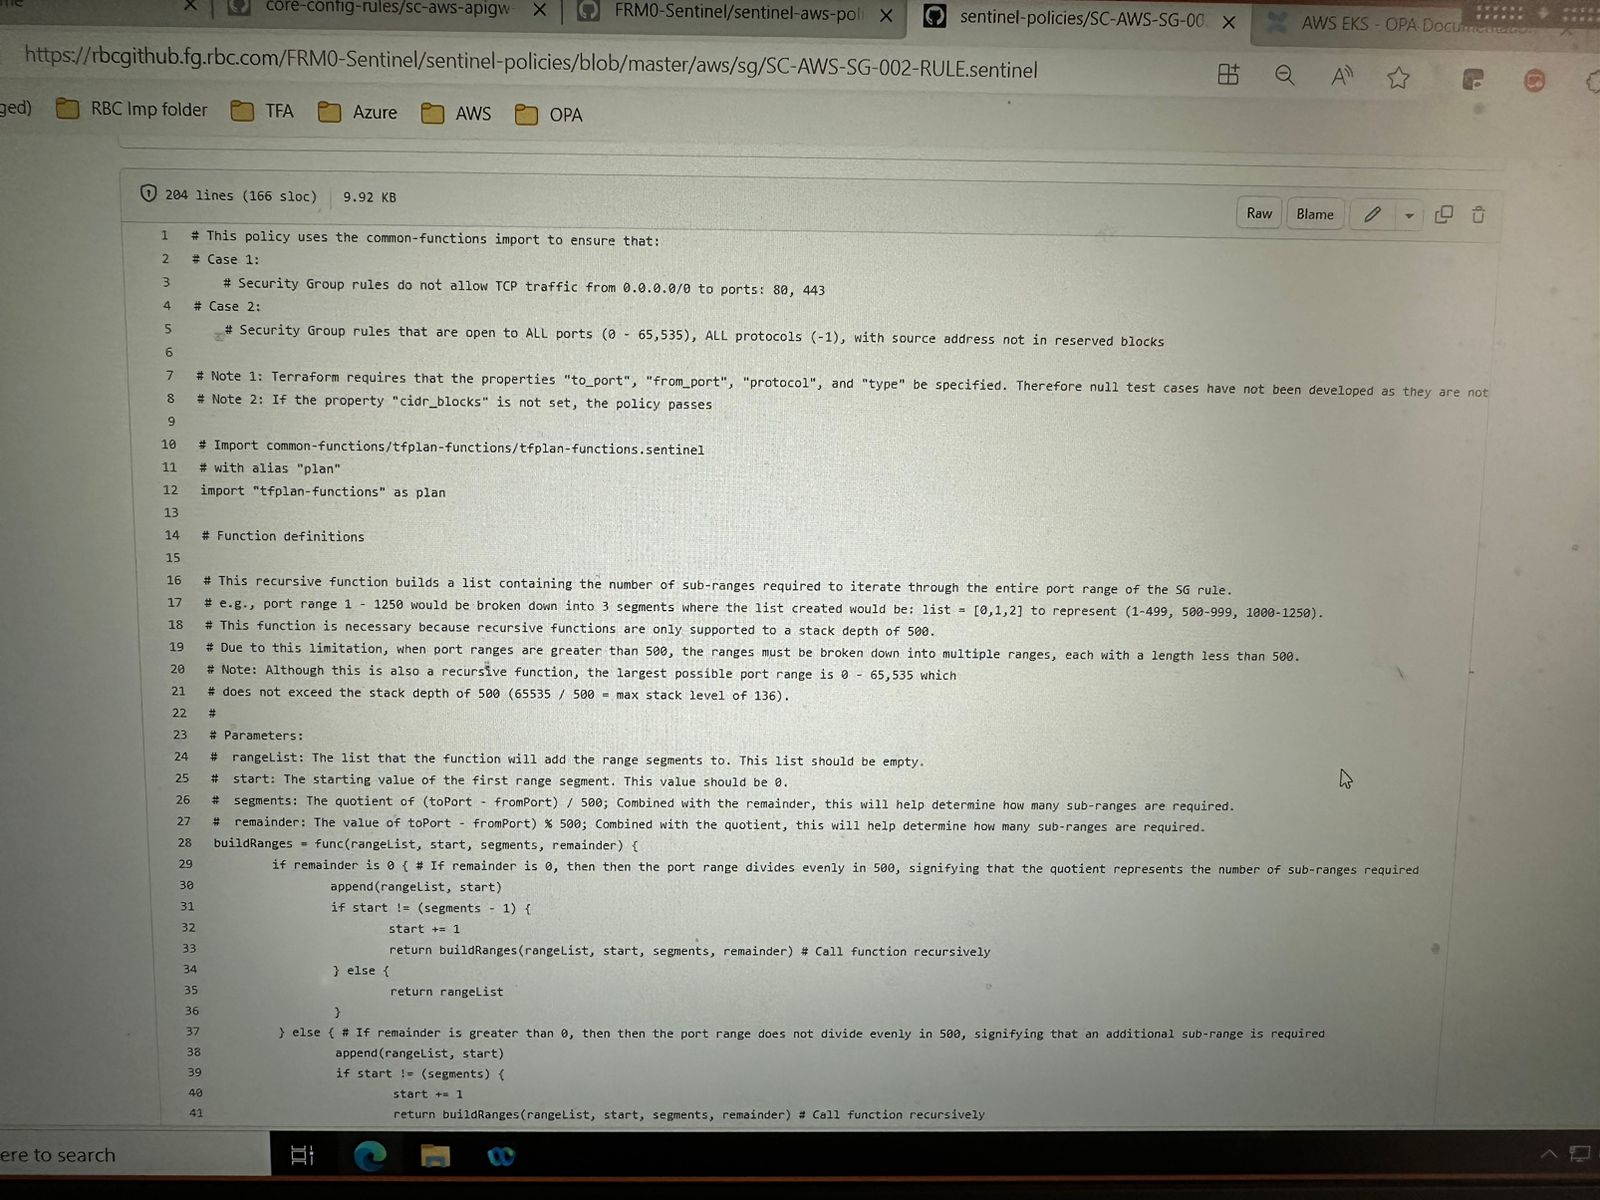 core-config-rules/sc-aws-apigw
FRM0-Sentinel/sentinel-aws-poli
sentinel-policies/SC-AWS-SG-00
AWS EKS - OPA
https://rbcgithub.fg.rbc.com/FRM0-Sentinel/sentinel-policies/blob/master/aws/sg/SC-AWS-SG-002-RULE.sentinel
ged)
RBC Imp folder
TFA
Azure
AWS
OPA
204 lines (166 sloc)
9.92 KB
Raw
Blame
1 # This policy uses the common-functions import to ensure that:
2 # Case 1:
3 # Security Group rules do not allow TCP traffic from 0.0.0.0/0 to ports: 80, 443
4 # Case 2:
5 # Security Group rules that are open to ALL ports (0 - 65,535), ALL protocols (-1), with source address not in reserved blocks
6
7 # Note 1: Terraform requires that the properties "to_port", "from_port", "protocol", and "type" be specified. Therefore null test cases have not been developed as they are not
8 # Note 2: If the property "cidr_blocks" is not set, the policy passes
9
10 # Import common-functions/tfplan-functions/tfplan-functions.sentinel
11 # with alias "plan"
12 import "tfplan-functions" as plan
13
14 # Function definitions
15
16 # This recursive function builds a list containing the number of sub-ranges required to iterate through the entire port range of the SG rule.
17 # e.g., port range 1 - 1250 would be broken down into 3 segments where the list created would be: list = [0,1,2] to represent (1-499, 500-999, 1000-1250).
18 # This function is necessary because recursive functions are only supported to a stack depth of 500.
19 # Due to this limitation, when port ranges are greater than 500, the ranges must be broken down into multiple ranges, each with a length less than 500.
20 # Note: Although this is also a recursive function, the largest possible port range is 0 - 65,535 which
21 # does not exceed the stack depth of 500 (65535 / 500 = max stack level of 136).
22 #
23 # Parameters:
24 # rangeList: The list that the function will add the range segments to. This list should be empty.
25 # start: The starting value of the first range segment. This value should be 0.
26 # segments: The quotient of (toPort - fromPort) / 500; Combined with the remainder, this will help determine how many sub-ranges are required.
27 # remainder: The value of toPort - fromPort) % 500; Combined with the quotient, this will help determine how many sub-ranges are required.
28 buildRanges = func(rangeList, start, segments, remainder) {
29 if remainder is 0 { # If remainder is 0, then then the port range divides evenly in 500, signifying that the quotient represents the number of sub-ranges required
30 append(rangeList, start)
31 if start != (segments - 1) {
32 start += 1
33 return buildRanges(rangeList, start, segments, remainder) # Call function recursively
34 } else {
35 return rangeList
36 }
37 } else { # If remainder is greater than 0, then then the port range does not divide evenly in 500, signifying that an additional sub-range is required
38 append(rangeList, start)
39 if start != (segments) {
40 start += 1
41 return buildRanges(rangeList, start, segments, remainder) # Call function recursively
ere to search